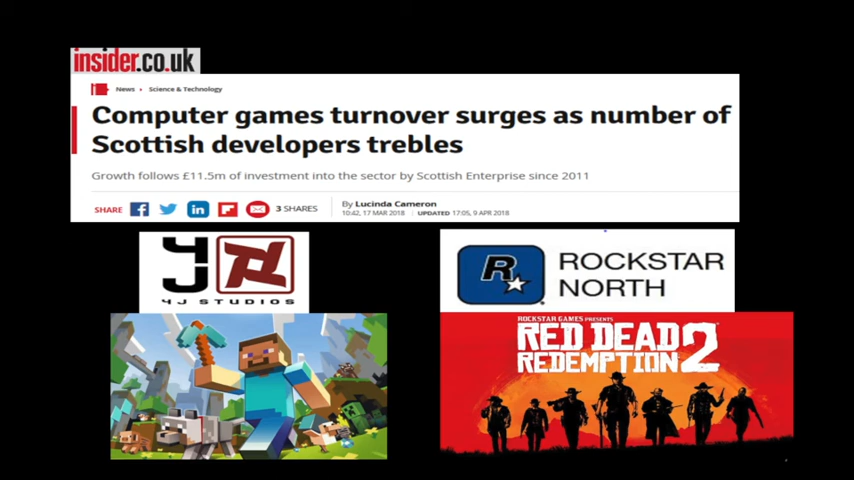 insider.co.uk
News • Science & Technology
Computer games turnover surges as number of
Scottish developers trebles
Growth follows £11.5m of investment into the sector by Scottish Enterprise since 2011
SHARE f in 3 SHARES
By Lucinda Cameron
10:42, 17 MAR 2018 | UPDATED 17:05, 9 APR 2018
4J
4J STUDIOS
R
ROCKSTAR
NORTH
ROCKSTAR GAMES PRESENTS
RED DEAD
REDEMPTION 2